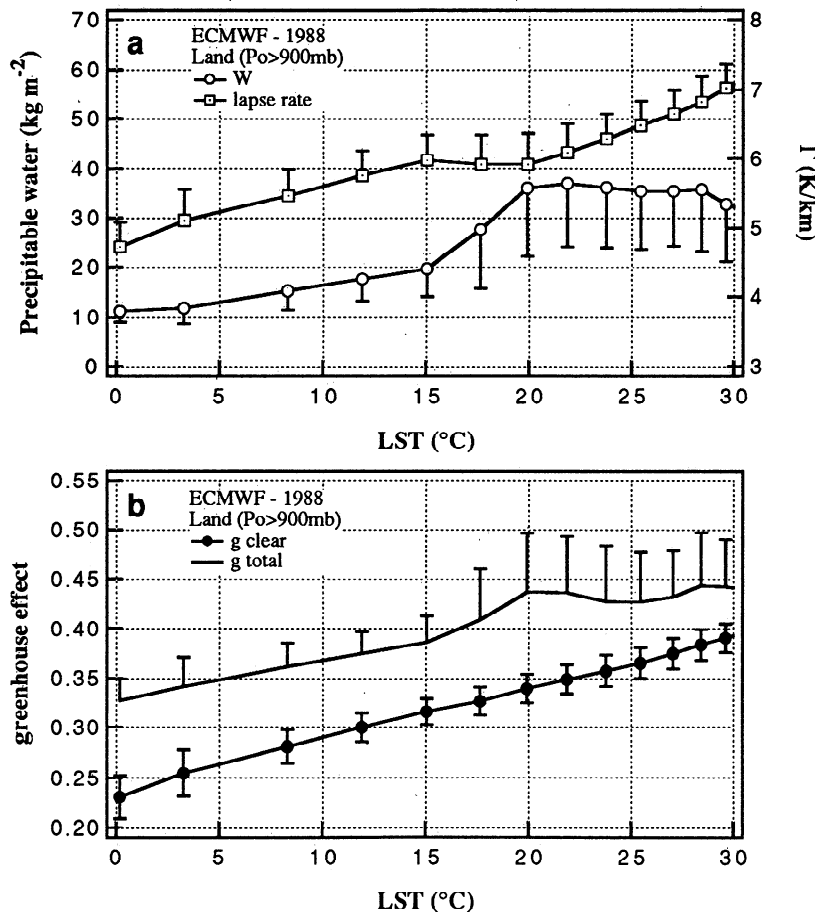 a
ECMWF - 1988
Land (Po>900mb)
W
lapse rate
Precipitable water (kg m-2)
70
60
50
40
30
20
10
0
8
7
6
5
4
3
Γ (K/km)
0 5 10 15 20 25 30
LST (°C)
b
ECMWF - 1988
Land (Po>900mb)
g clear
g total
greenhouse effect
0.55
0.50
0.45
0.40
0.35
0.30
0.25
0.20
0 5 10 15 20 25 30
LST (°C)